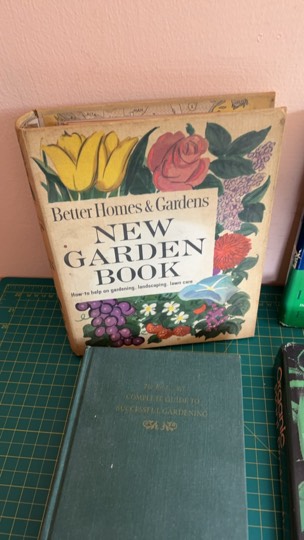 Better Homes & Gardens
NEW
GARDEN
BOOK
How to help on gardening, landscaping, lawn care
COMPLETE GUIDE TO
SUCCESSFUL GARDENING